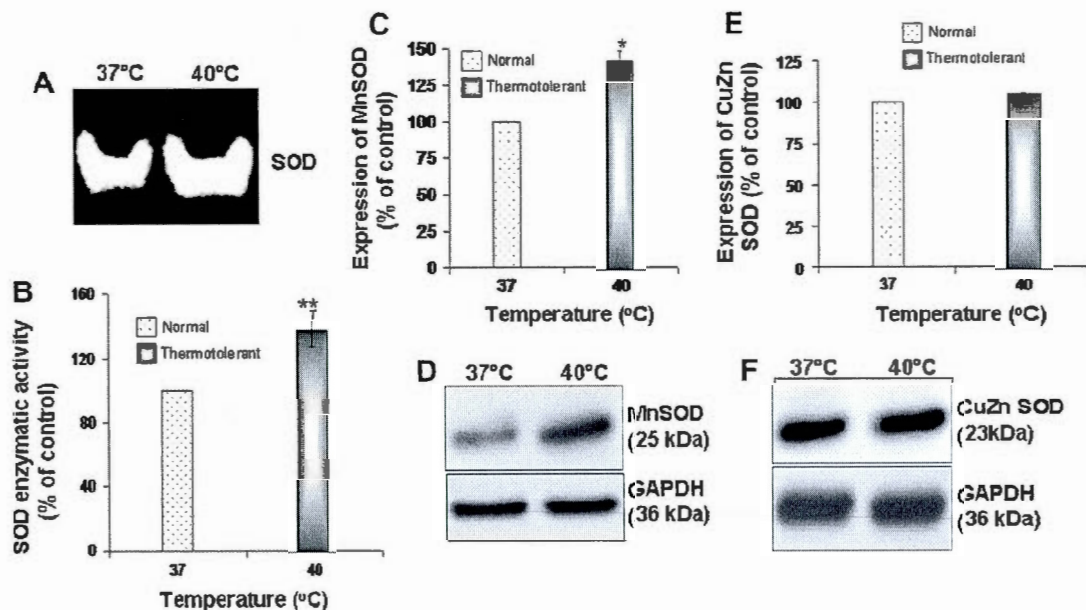 A
37°C 40°C
SOD
B
SOD enzymatic activity
(% of control)
160
120
80
40
0
Normal
Thermotolerant
**
37
40
Temperature (°C)
C
Expression of MnSOD
(% of control)
150
125
100
75
50
25
0
Normal
Thermotolerant
*
37
40
Temperature (°C)
D
37°C 40°C
MnSOD
(25 kDa)
GAPDH
(36 kDa)
E
Expression of CuZn
SOD (% of control)
125
100
75
50
25
0
Normal
Thermotolerant
37
40
Temperature (°C)
F
37°C 40°C
CuZn SOD
(23KDa)
GAPDH
(36 kDa)